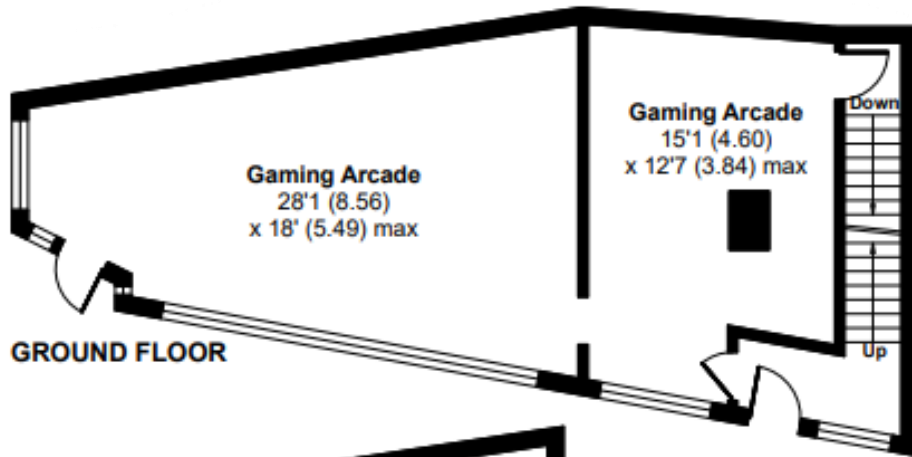 Gaming Arcade
28'1 (8.56)
x 18' (5.49) max
Gaming Arcade
15'1 (4.60)
x 12'7 (3.84) max
Down
Up
GROUND FLOOR